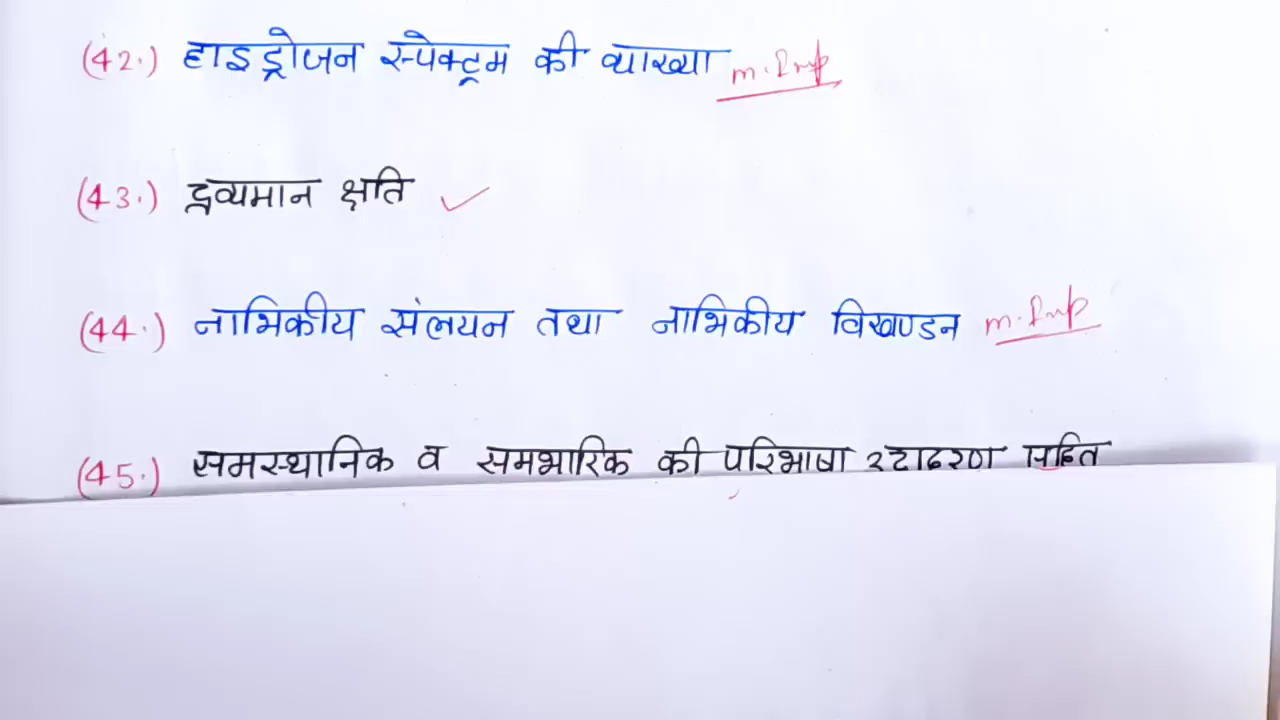 (42.) हाइड्रोजन स्पेक्ट्रम की व्याख्या m. Imp
(43.) द्रव्यमान क्षति
(44.) नाभिकीय संलयन तथा नाभिकीय विखण्डन m. Imp
(45.) समस्थानिक व समभारिक की परिभाषा उदाहरण सहित